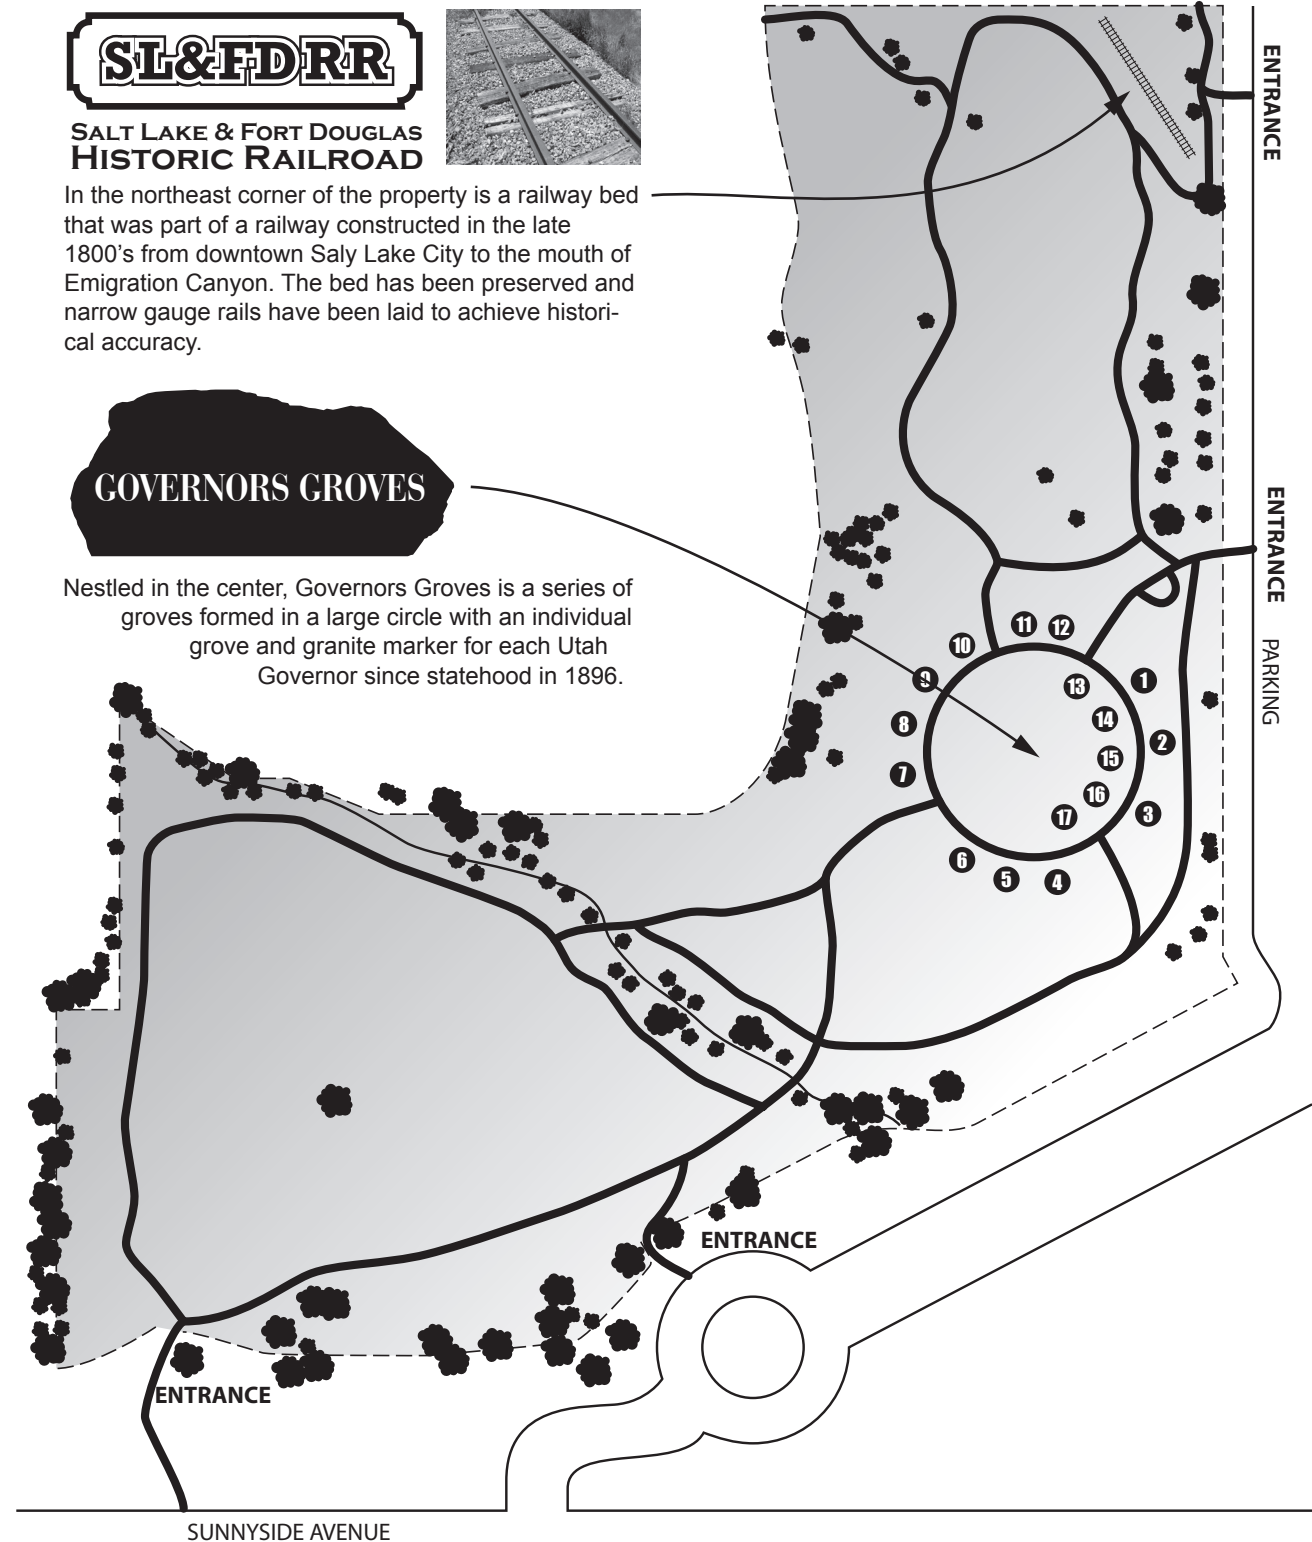 SL&FDRR
SALT LAKE & FORT DOUGLAS
HISTORIC RAILROAD
In the northeast corner of the property is a railway bed
that was part of a railway constructed in the late
1800's from downtown Saly Lake City to the mouth of
Emigration Canyon. The bed has been preserved and
narrow gauge rails have been laid to achieve histori-
cal accuracy.
GOVERNORS GROVES
Nestled in the center, Governors Groves is a series of
groves formed in a large circle with an individual
grove and granite marker for each Utah
Governor since statehood in 1896.
ENTRANCE
ENTRANCE
PARKING
11
12
10
9
13
1
8
14
2
7
15
16
3
17
6
5
4
ENTRANCE
ENTRANCE
SUNNYSIDE AVENUE